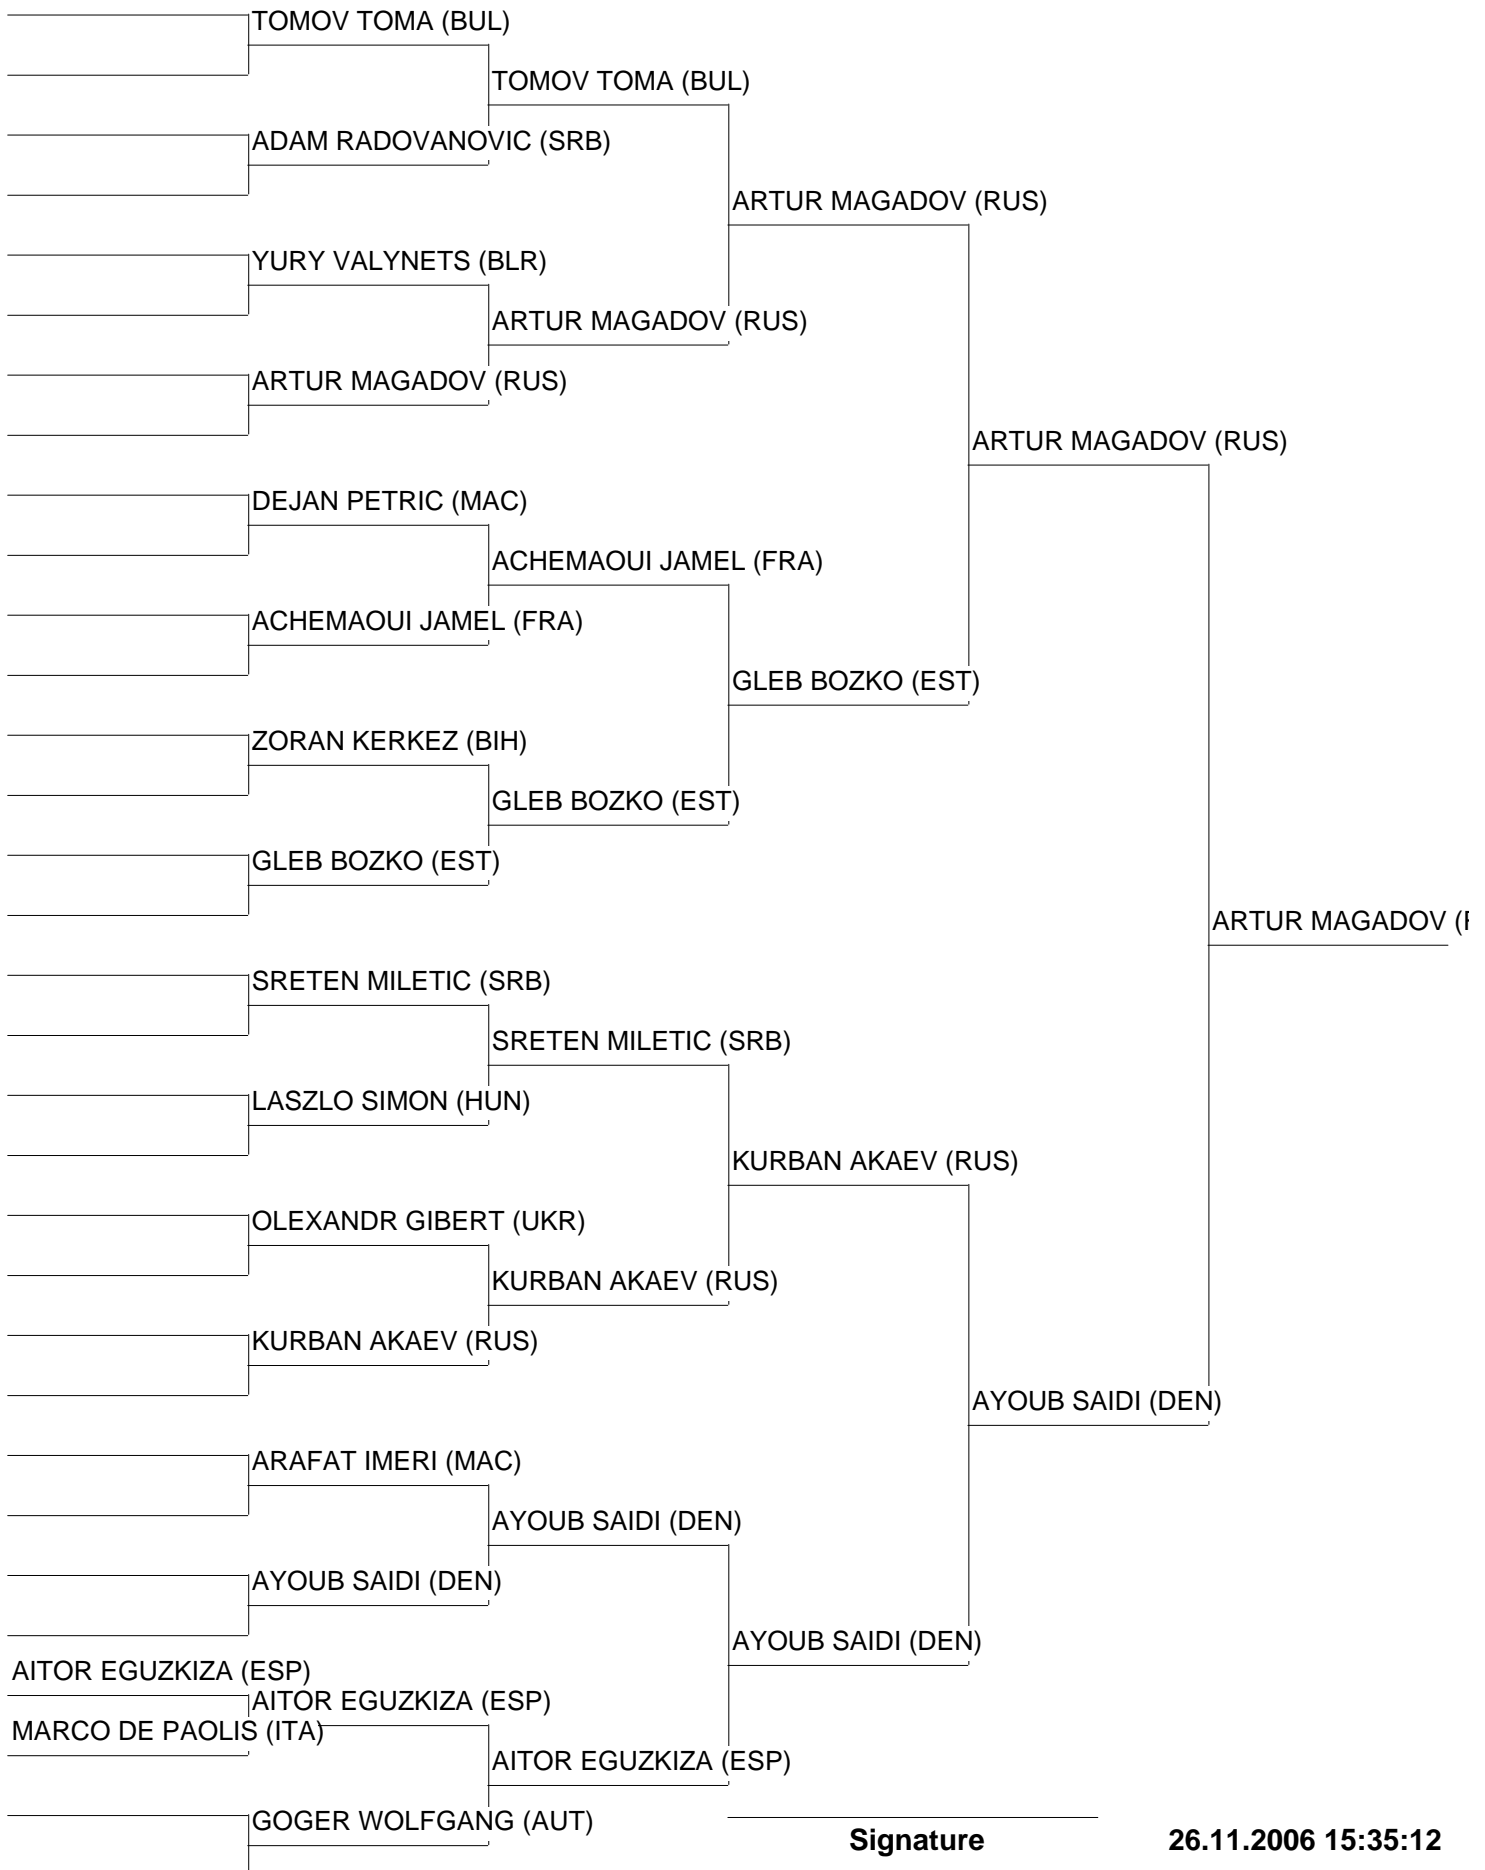 TOMOV TOMA (BUL)
TOMOV TOMA (BUL)
ADAM RADOVANOVIC (SRB)
ARTUR MAGADOV (RUS)
YURY VALYNETS (BLR)
ARTUR MAGADOV (RUS)
ARTUR MAGADOV (RUS)
ARTUR MAGADOV (RUS)
DEJAN PETRIC (MAC)
ACHEMAOUI JAMEL (FRA)
ACHEMAOUI JAMEL (FRA)
GLEB BOZKO (EST)
ZORAN KERKEZ (BIH)
GLEB BOZKO (EST)
GLEB BOZKO (EST)
ARTUR MAGADOV (
SRETEN MILETIC (SRB)
SRETEN MILETIC (SRB)
LASZLO SIMON (HUN)
KURBAN AKAEV (RUS)
OLEXANDR GIBERT (UKR)
KURBAN AKAEV (RUS)
KURBAN AKAEV (RUS)
AYOUB SAIDI (DEN)
ARAFAT IMERI (MAC)
AYOUB SAIDI (DEN)
AYOUB SAIDI (DEN)
AYOUB SAIDI (DEN)
AITOR EGUZKIZA (ESP)
AITOR EGUZKIZA (ESP)
MARCO DE PAOLIS (ITA)
AITOR EGUZKIZA (ESP)
GOGER WOLFGANG (AUT)
Signature 26.11.2006 15:35:12